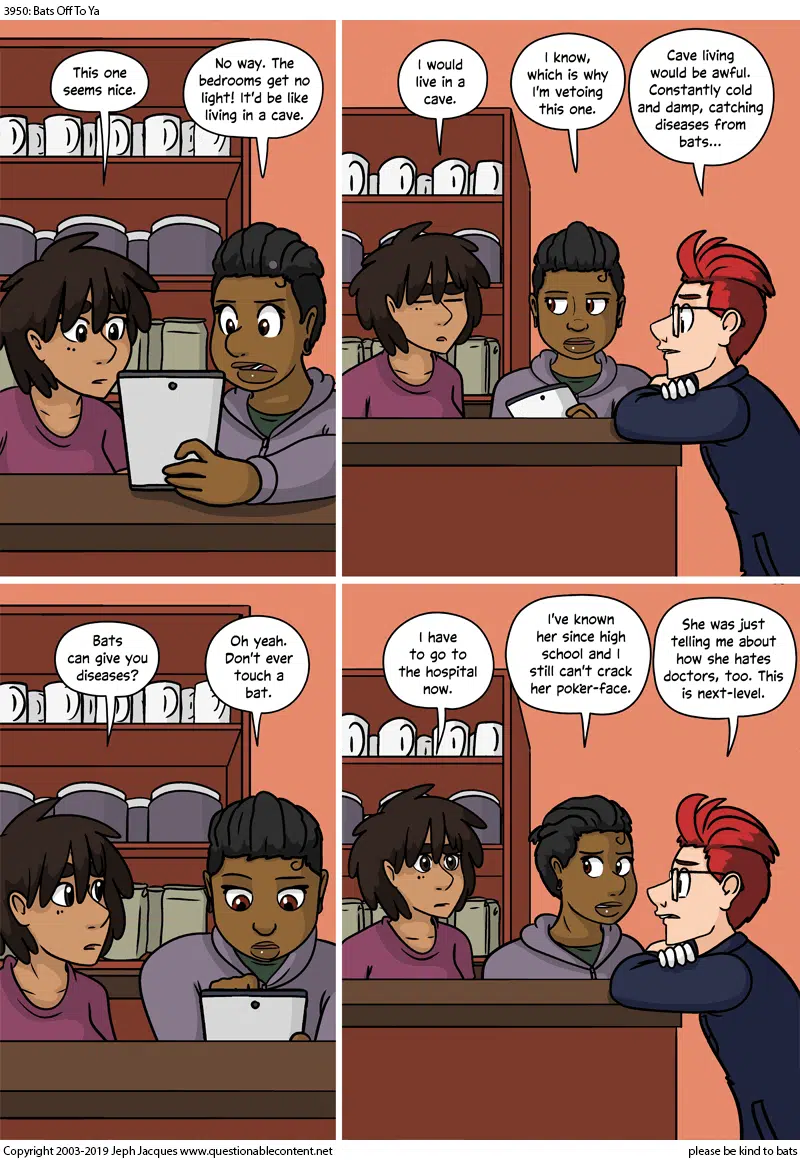 3950: Bats Off To Ya
This one
seems nice.
No way. The
bedrooms get no
light! It'd be like
living in a cave.
I would
live in a
cave.
I know,
which is why
I'm vetoing
this one.
Cave living
would be awful.
Constantly cold
and damp, catching
diseases from
bats...
Bats
can give you
diseases?
Oh yeah.
Don't ever
touch a
bat.
I have
to go to
the hospital
now.
I've known
her since high
school and I
still can't crack
her poker-face.
She was just
telling me about
how she hates
doctors, too. This
is next-level.
Copyright 2003-2019 Jeph Jacques www.questionablecontent.net
please be kind to bats